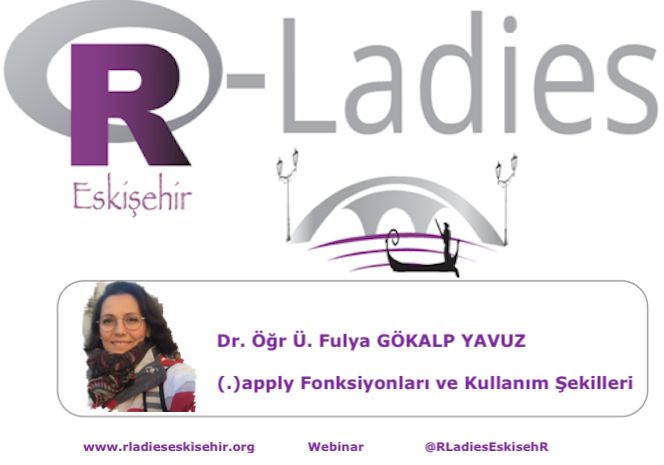 R-Ladies
Eskişehir
Dr. Öğr Ü. Fulya GÖKALP YAVUZ
(.)apply Fonksiyonları ve Kullanım Şekilleri
www.rladieseskisehir.org Webinar @RLadiesEskisehR